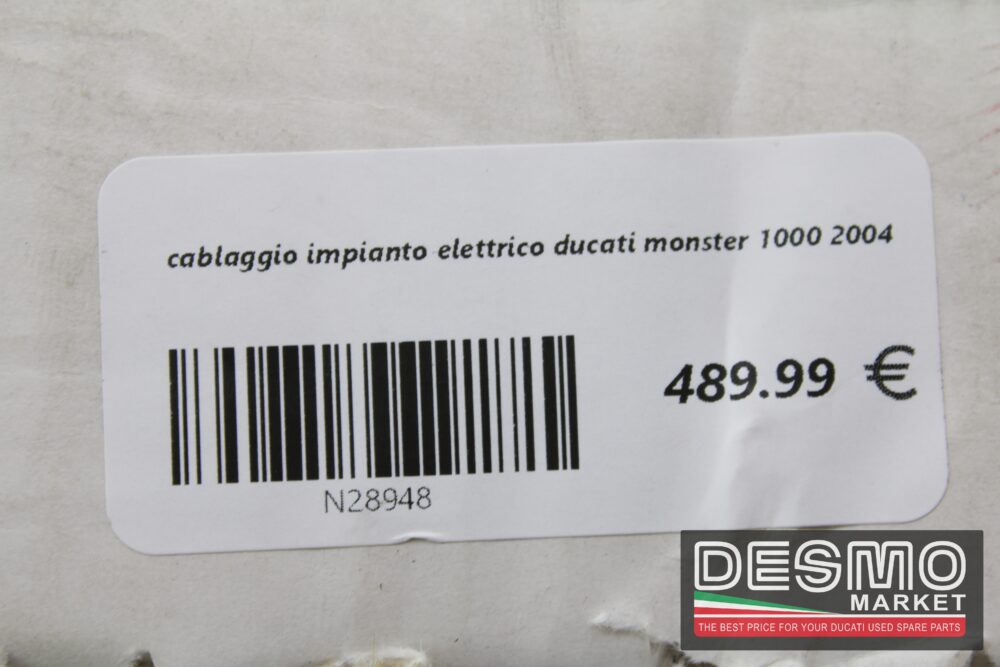 cablaggio impianto elettrico ducati monster 1000 2004
489.99 €
N28948
DESMO
MARKET
THE BEST PRICE FOR YOUR DUCATI USED SPARE PARTS